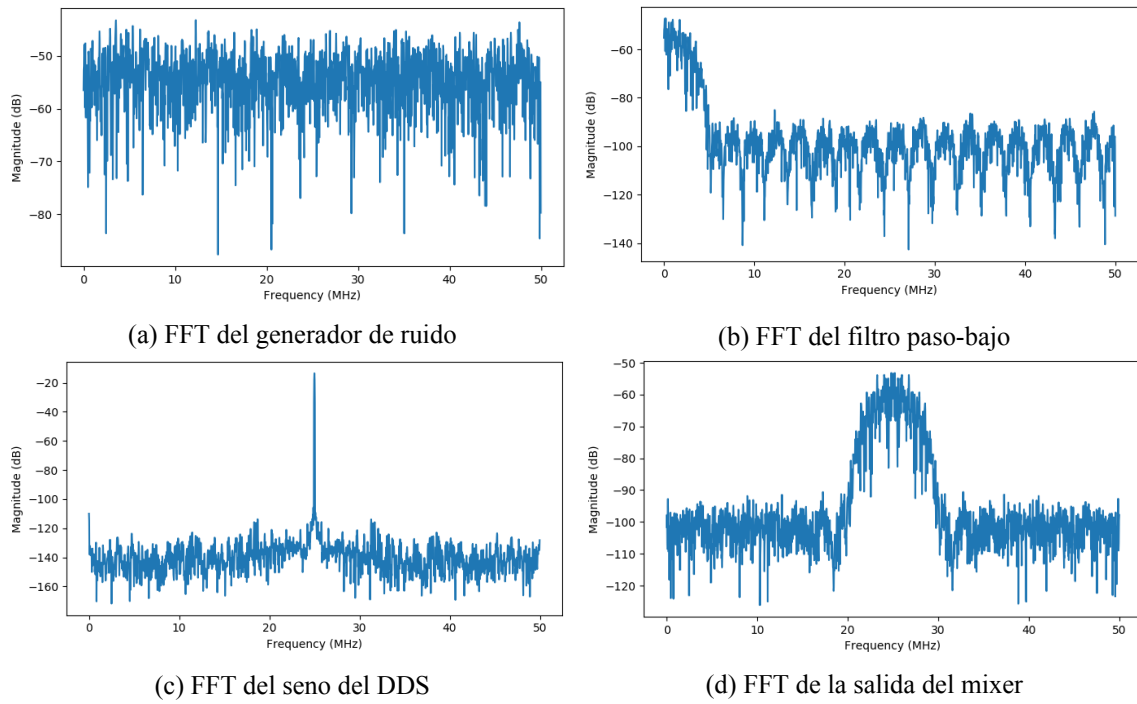 −50
−60
−70
−80
Magnitude (dB)
0 10 20 30 40 50
Frequency (MHz)
(a) FFT del generador de ruido
−60
−80
−100
−120
−140
Magnitude (dB)
0 10 20 30 40 50
Frequency (MHz)
(b) FFT del filtro paso-bajo
−20
−40
−60
−80
−100
−120
−140
−160
Magnitude (dB)
0 10 20 30 40 50
Frequency (MHz)
(c) FFT del seno del DDS
−50
−60
−70
−80
−90
−100
−110
−120
Magnitude (dB)
0 10 20 30 40 50
Frequency (MHz)
(d) FFT de la salida del mixer